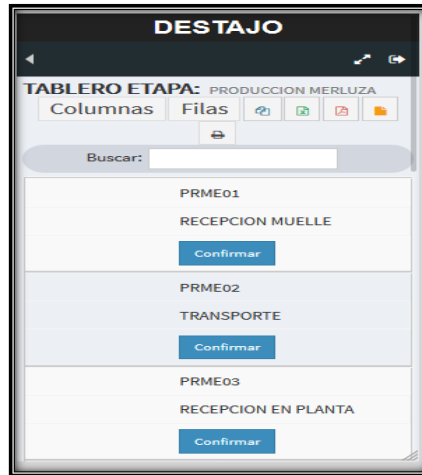 DESTAJO
TABLERO ETAPA: PRODUCCION MERLUZA
Columnas Filas
Buscar:
PRME01
RECEPCION MUELLE
Confirmar
PRME02
TRANSPORTE
Confirmar
PRME03
RECEPCION EN PLANTA
Confirmar